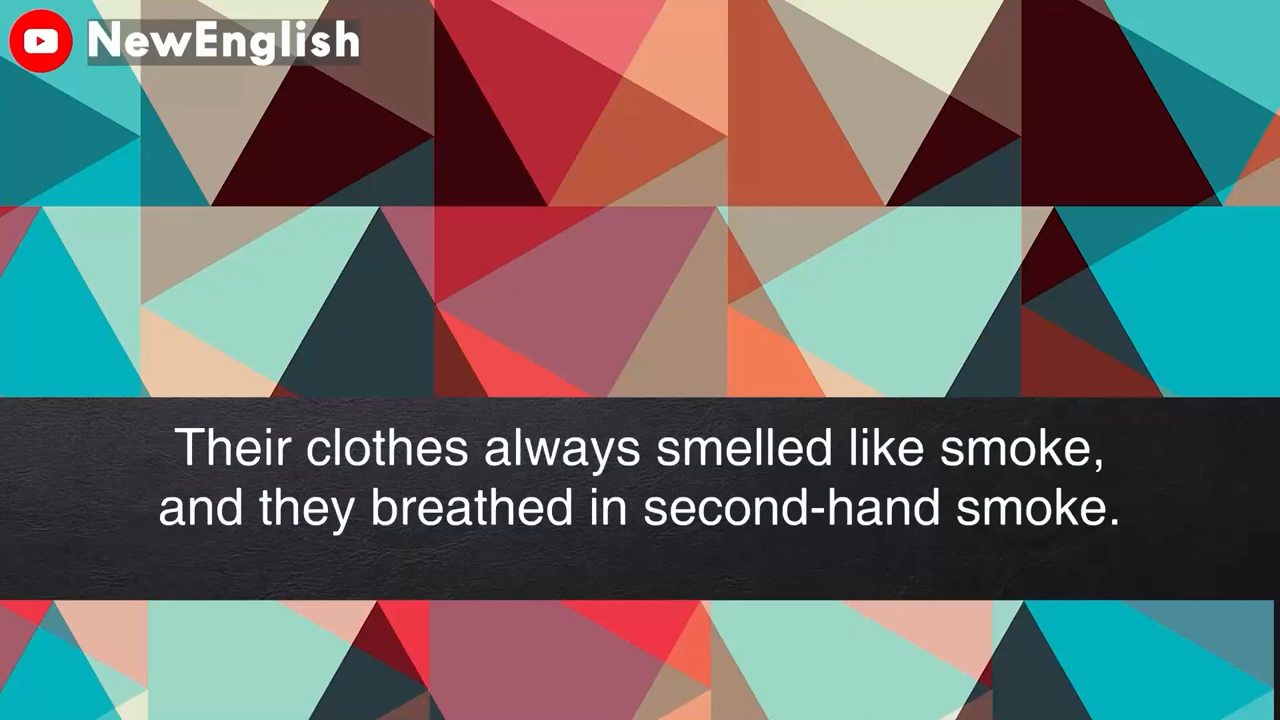 NewEnglish
Their clothes always smelled like smoke,
and they breathed in second-hand smoke.